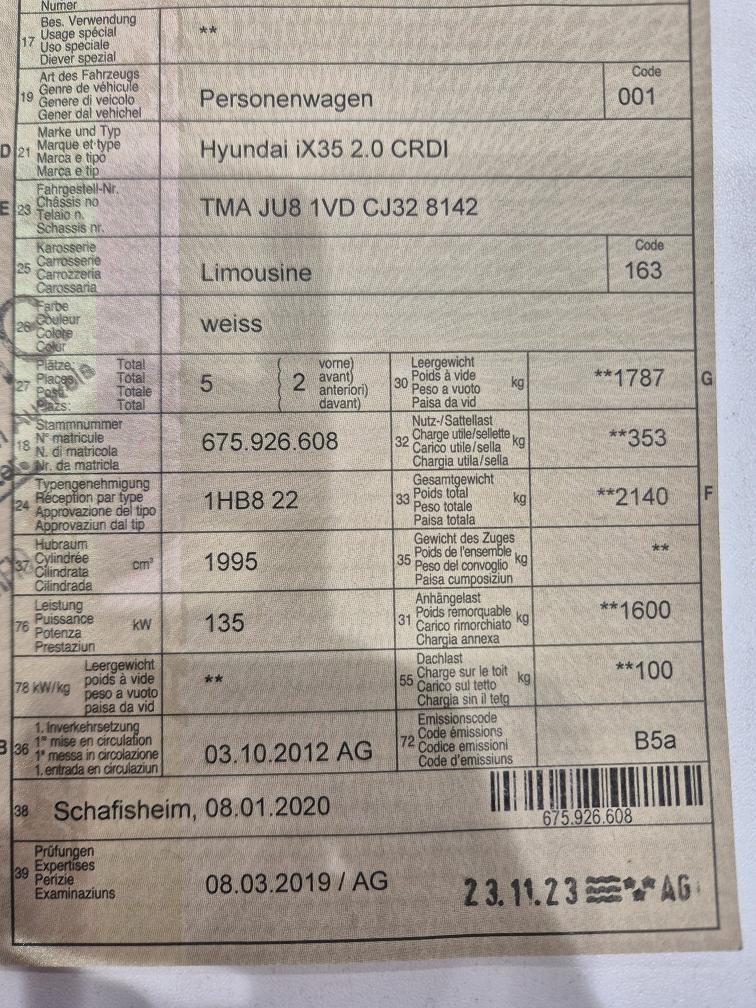 Numer
17
Bes. Verwendung
Usage spécial
Uso speciale
Diever spezial
**
19
Art des Fahrzeugs
Genre de véhicule
Genere di veicolo
Gener dal vehichel
Personenwagen
Code
001
D
21
Marke und Typ
Marque et type
Marca e tipo
Marca e tip
Hyundai iX35 2.0 CRDI
E
23
Fahrgestell-Nr.
Châssis no
Telaio n.
Schassis nr.
TMA JU8 1VD CJ32 8142
25
Karosserie
Carrosserie
Carrozzeria
Carossaria
Limousine
Code
163
26
Farbe
Couleur
Colore
Colur
weiss
27
Plätze: Total
Places: Total
Posti: Totale
Plazs: Total
5
2
vorne)
avant)
anteriori)
davant)
30
Leergewicht
Poids à vide
Peso a vuoto
Paisa da vid
kg
**1787
G
18
Stammnummer
N° matricule
N. di matricola
Nr. da matricla
675.926.608
32
Nutz-/Sattellast
Charge utile/sellette
Carico utile/sella
Chargia utila/sella
kg
**353
24
Typengenehmigung
Réception par type
Approvazione del tipo
Approvaziun dal tip
1HB8 22
33
Gesamtgewicht
Poids total
Peso totale
Paisa totala
kg
**2140
F
37
Hubraum
Cylindrée
Cilindrata
Cilindrada
cm³
1995
35
Gewicht des Zuges
Poids de l'ensemble
Peso del convoglio
Paisa cumposiziun
kg
**
76
Leistung
Puissance
Potenza
Prestaziun
kW
135
31
Anhängelast
Poids remorquable
Carico rimorchiato
Chargia annexa
kg
**1600
78 kW/kg
Leergewicht
poids à vide
peso a vuoto
paisa da vid
**
55
Dachlast
Charge sur le toit
Carico sul tetto
Chargia sin il tetg
kg
**100
B
36
1. Inverkehrsetzung
1re mise en circulation
1a messa in circolazione
1. entrada en circulaziun
03.10.2012 AG
72
Emissionscode
Code émissions
Codice emissioni
Code d'emissiuns
B5a
38
Schafisheim, 08.01.2020
675.926.608
39
Prüfungen
Expertises
Perizie
Examinaziuns
08.03.2019 / AG
23.11.23 AG